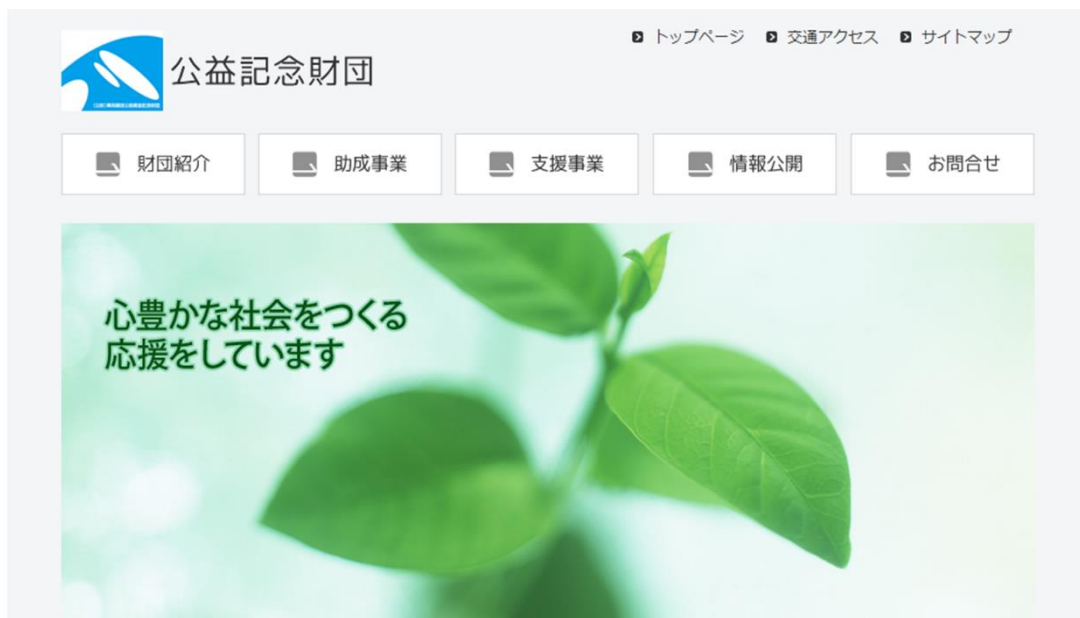 公益記念財団
トップページ
交通アクセス
サイトマップ
財団紹介
助成事業
支援事業
情報公開
お問合せ
心豊かな社会をつくる
応援をしています